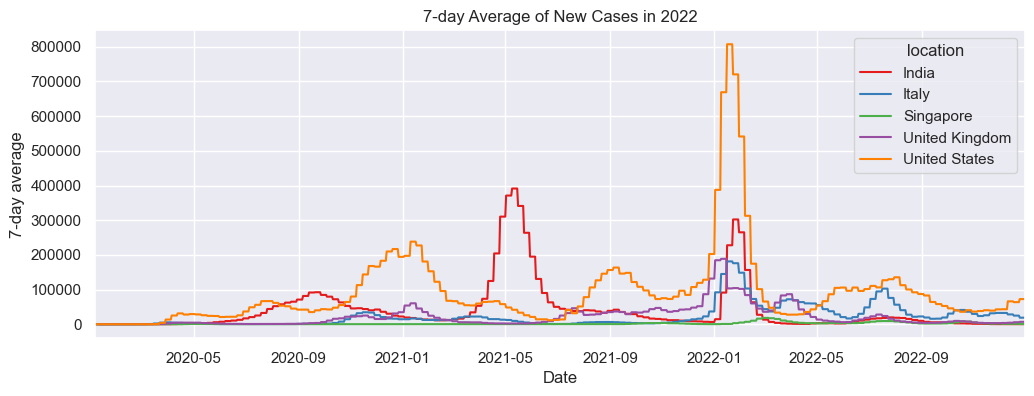 7-day Average of New Cases in 2022
800000
700000
600000
500000
400000
300000
200000
100000
0
7-day average
location
India
Italy
Singapore
United Kingdom
United States
2020-05 2020-09 2021-01 2021-05 2021-09 2022-01 2022-05 2022-09
Date